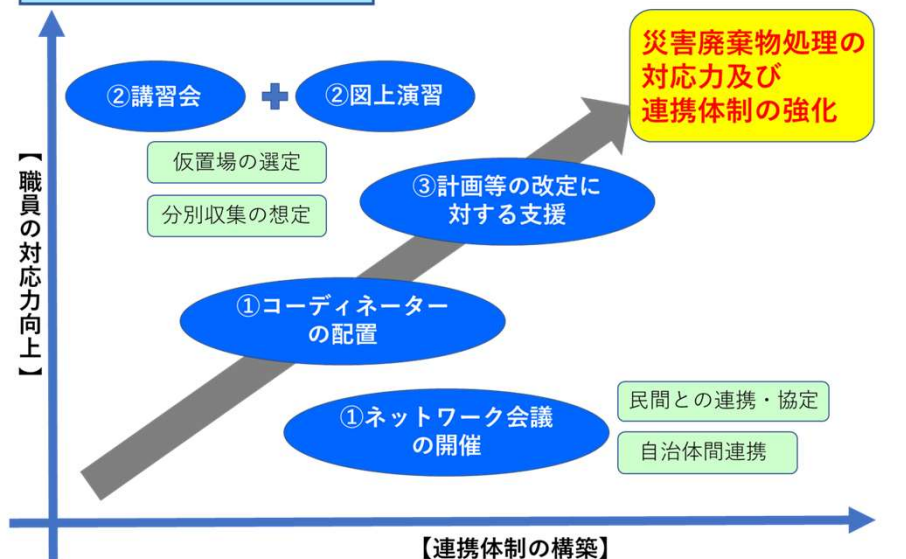 災害廃棄物処理の
対応力及び
連携体制の強化
②講習会
②図上演習
仮置場の選定
分別収集の想定
③計画等の改定に
対する支援
【職員の対応力向上】
①コーディネーター
の配置
①ネットワーク会議
の開催
民間との連携・協定
自治体間連携
【連携体制の構築】